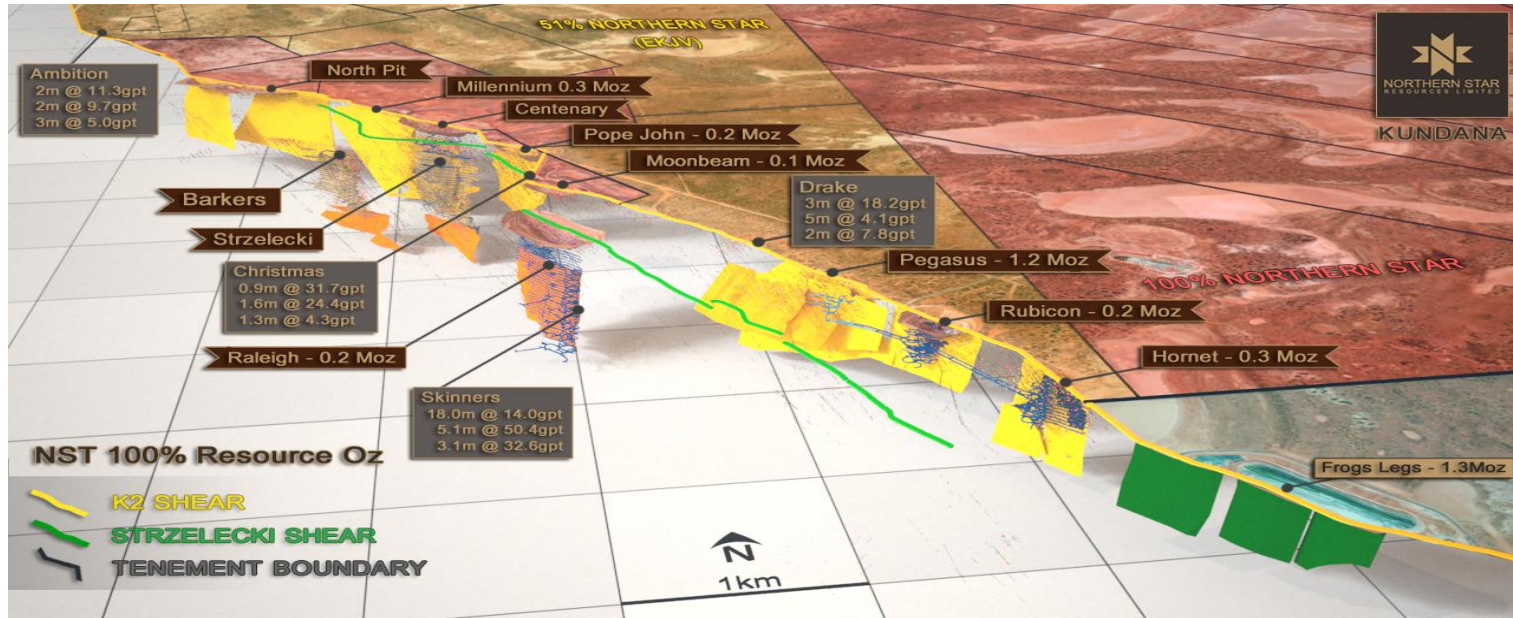 51% NORTHERN STAR
(EKJV)
NORTHERN STAR
RESOURCES LIMITED
KUNDANA
Ambition
2m @ 11.3gpt
2m @ 9.7gpt
3m @ 5.0gpt
North Pit
Millennium 0.3 Moz
Centenary
Pope John - 0.2 Moz
Moonbeam - 0.1 Moz
Barkers
Strzelecki
Drake
3m @ 18.2gpt
5m @ 4.1gpt
2m @ 7.8gpt
Christmas
0.9m @ 31.7gpt
1.6m @ 24.4gpt
1.3m @ 4.3gpt
Pegasus - 1.2 Moz
100% NORTHERN STAR
Rubicon - 0.2 Moz
Raleigh - 0.2 Moz
Hornet - 0.3 Moz
Skinners
18.0m @ 14.0gpt
5.1m @ 50.4gpt
3.1m @ 32.6gpt
Frogs Legs - 1.3Moz
NST 100% Resource Oz
K2 SHEAR
STRZELECKI SHEAR
TENEMENT BOUNDARY
N
1km